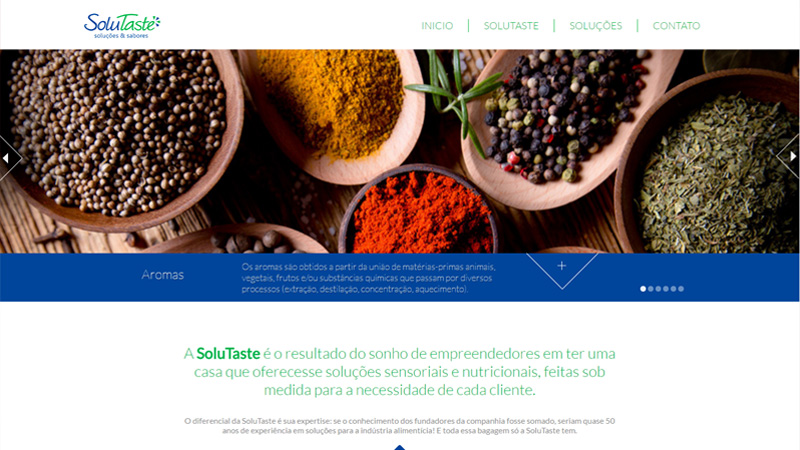 SoluTaste
soluções & sabores
INICIO
SOLUTASTE
SOLUÇÕES
CONTATO
Aromas
Os aromas são obtidos a partir da união de matérias-primas animais,
vegetais, frutos e/ou substâncias químicas que passam por diversos
processos (extração, destilação, concentração, aquecimento).
+
A SoluTaste é o resultado do sonho de empreendedores em ter uma
casa que oferecesse soluções sensoriais e nutricionais, feitas sob
medida para a necessidade de cada cliente.
O diferencial da SoluTaste é sua expertise: se o conhecimento dos fundadores da companhia fosse somado, seriam quase 50
anos de experiência em soluções para a indústria alimentícia! E toda essa bagagem só a SoluTaste tem.